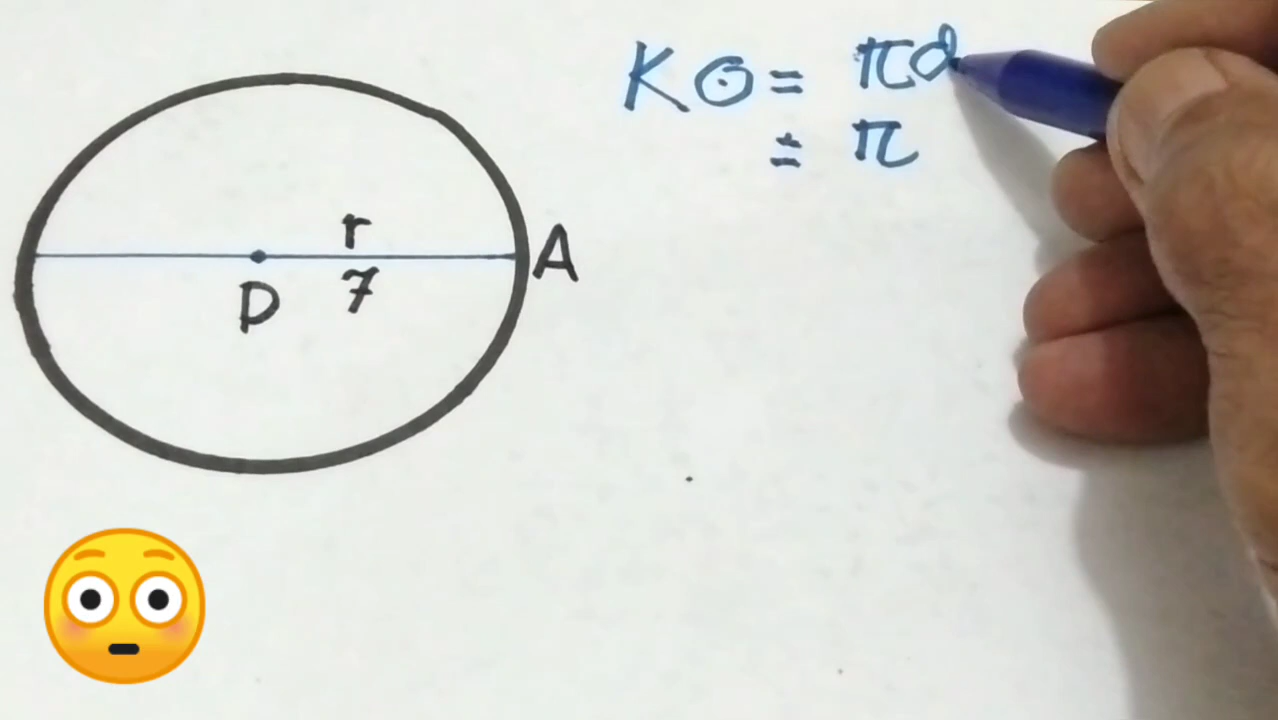 K⊙ = πd
= π
r
D
7
A